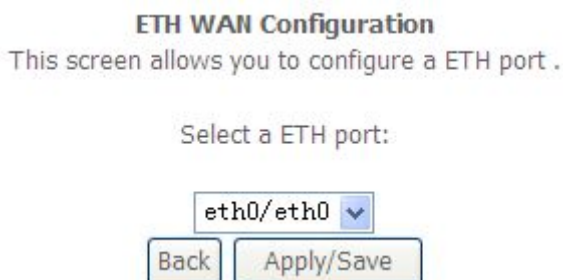 ETH WAN Configuration
This screen allows you to configure a ETH port .
Select a ETH port:
eth0/eth0
Back Apply/Save